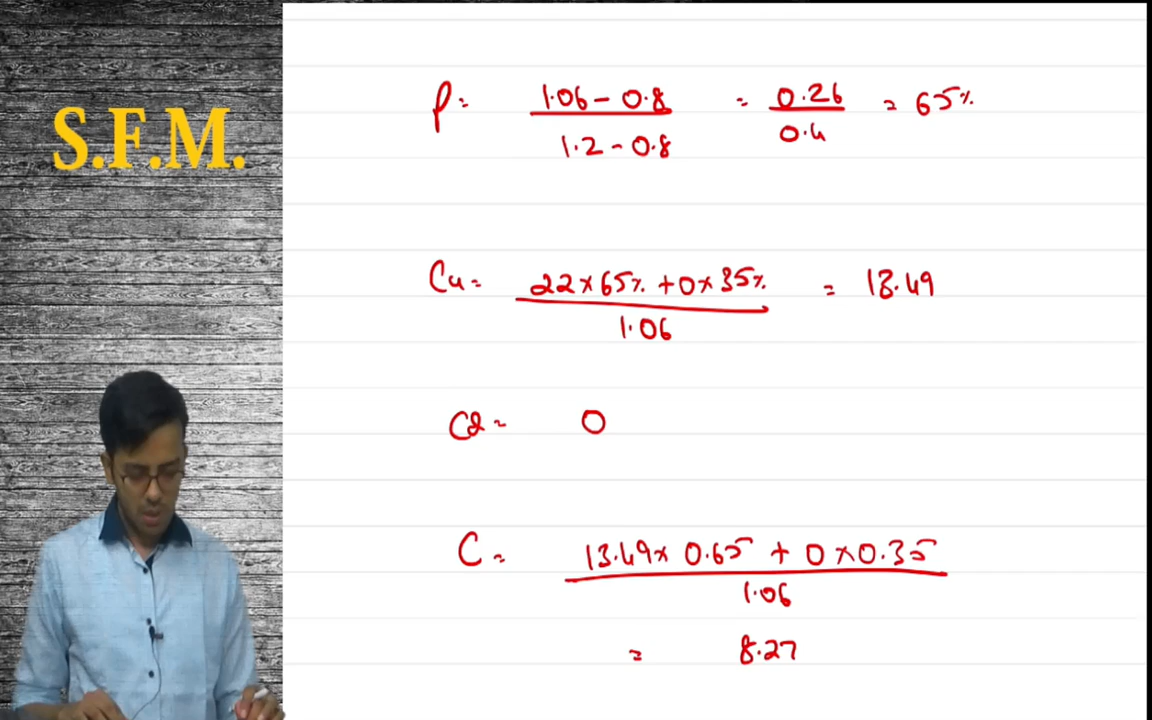 S.F.M.
P = (1.06 - 0.8) / (1.2 - 0.8) = 0.26 / 0.4 = 65%
Cu = (22 x 65% + 0 x 35%) / 1.06 = 13.49
Cd = 0
C = (13.49 x 0.65 + 0 x 0.35) / 1.06
= 8.27